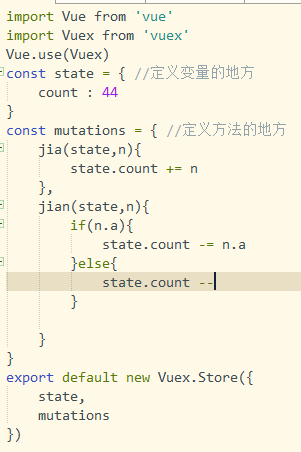 import Vue from 'vue'
import Vuex from 'vuex'
Vue.use(Vuex)
const state = { //定义变量的地方
    count : 44
}
const mutations = { //定义方法的地方
    jia(state,n){
        state.count += n
    },
    jian(state,n){
        if(n.a){
            state.count -= n.a
        }else{
            state.count --
        }

    }
}
export default new Vuex.Store({
    state,
    mutations
})